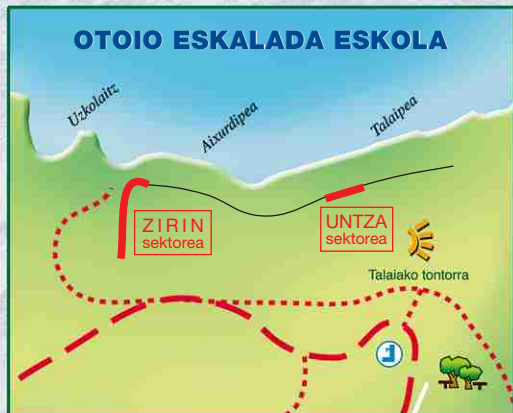 OTOIO ESKALADA ESKOLA
Uzkolaitz
Aixurdipea
Talaipea
ZIRIN
sektorea
UNTZA
sektorea
Talaiako tontorra